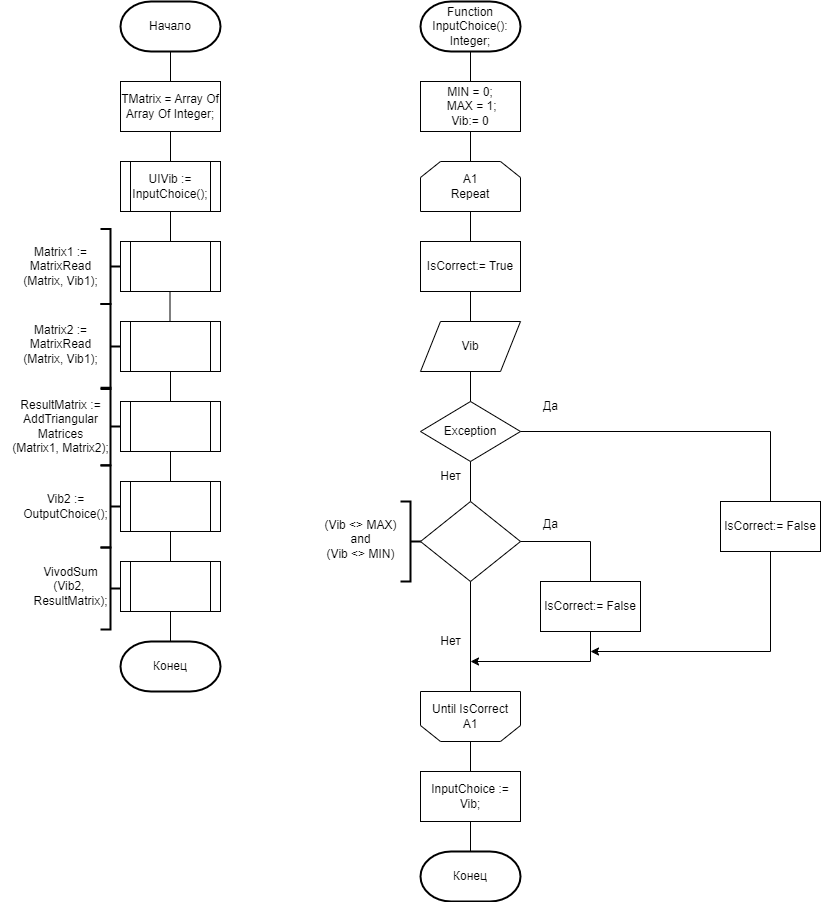 Начало
TMatrix = Array Of
Array Of Integer;
UIVib :=
InputChoice();
Matrix1 :=
MatrixRead
(Matrix, Vib1);
Matrix2 :=
MatrixRead
(Matrix, Vib1);
ResultMatrix :=
AddTriangular
Matrices
(Matrix1, Matrix2);
Vib2 :=
OutputChoice();
VivodSum
(Vib2,
ResultMatrix);
Конец
Function
InputChoice():
Integer;
MIN = 0;
MAX = 1;
Vib:= 0
A1
Repeat
IsCorrect:= True
Vib
Exception
Да
Нет
IsCorrect:= False
(Vib <> MAX)
and
(Vib <> MIN)
Да
IsCorrect:= False
Нет
Until IsCorrect
A1
InputChoice :=
Vib;
Конец